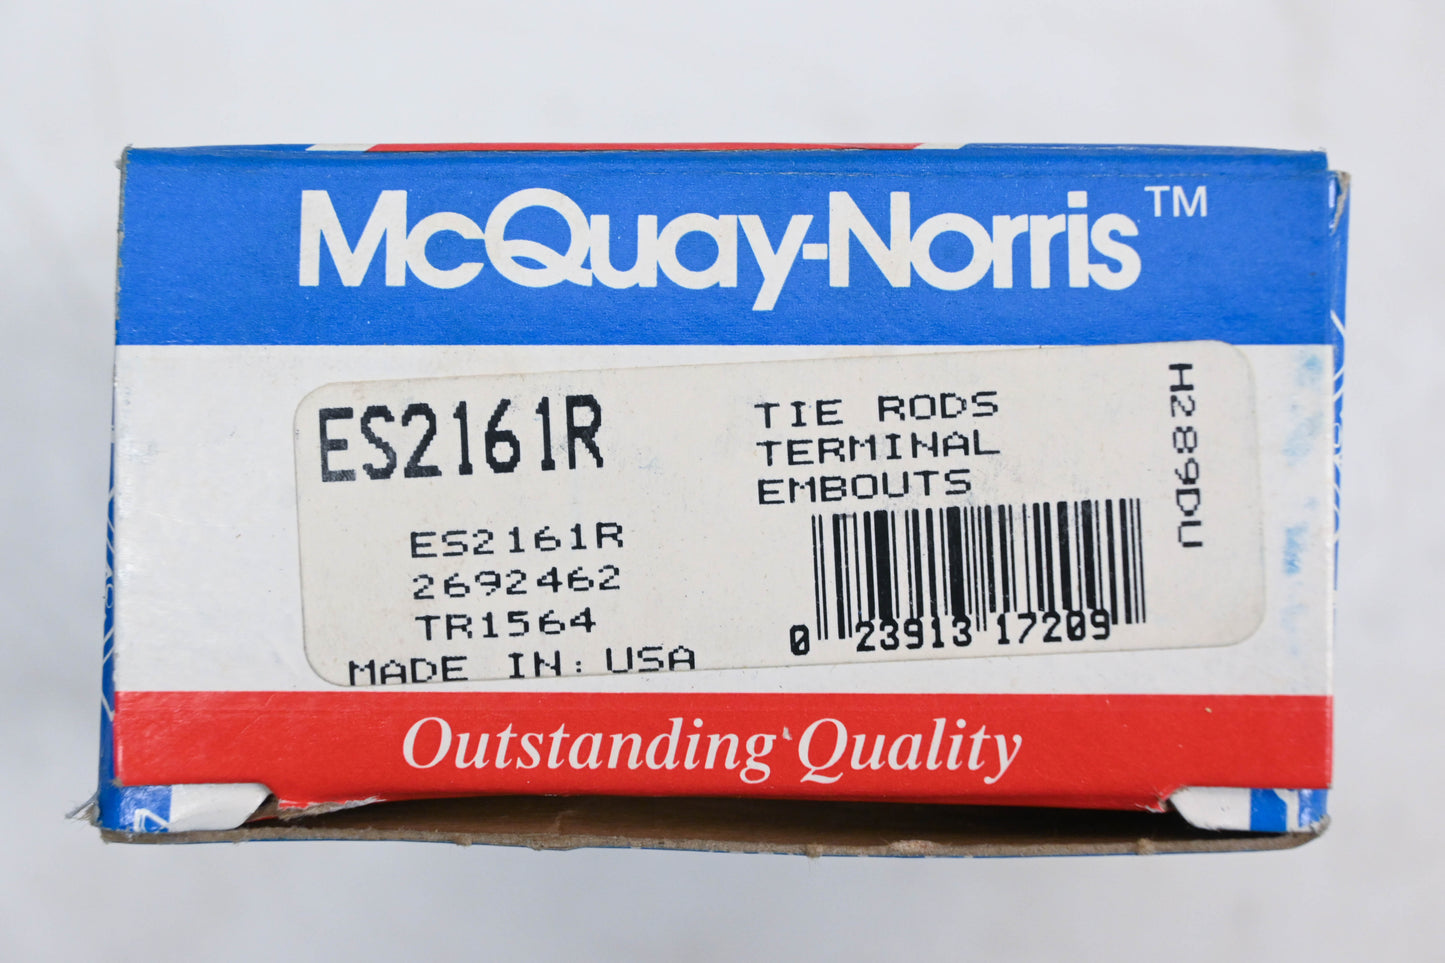 McQuay-Norris™
ES2161R
TIE RODS
TERMINAL
EMBOUTS
H289DU
ES2161R
2692462
TR1564
MADE IN: USA
0 23913 17209
Outstanding Quality